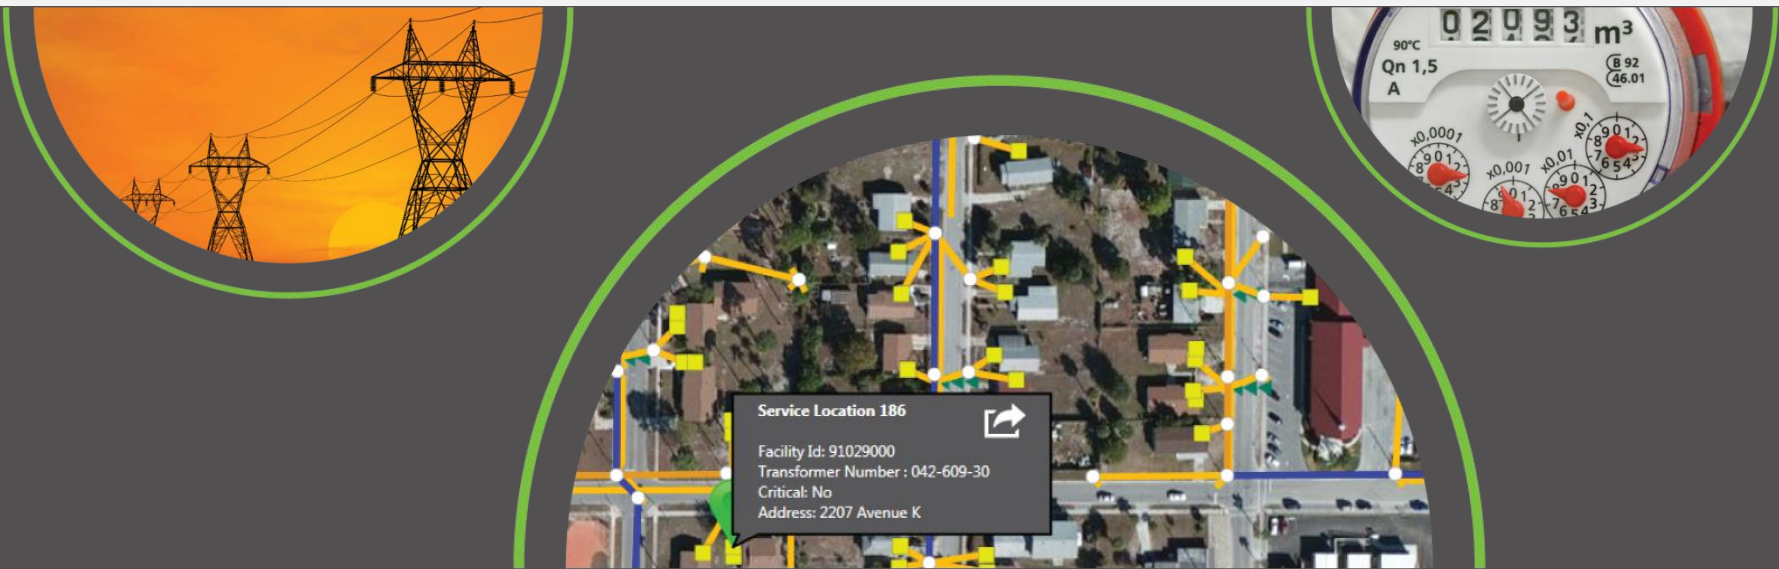 02093 m³
90°C
Qn 1,5
A
B 92
46.01
x0,0001
x0,001
x0,01
x0,1
Service Location 186
Facility Id: 91029000
Transformer Number : 042-609-30
Critical: No
Address: 2207 Avenue K